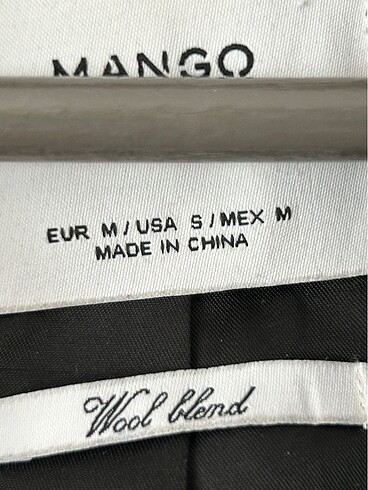 MANGO
EUR M / USA S / MEX M
MADE IN CHINA
Wool blend